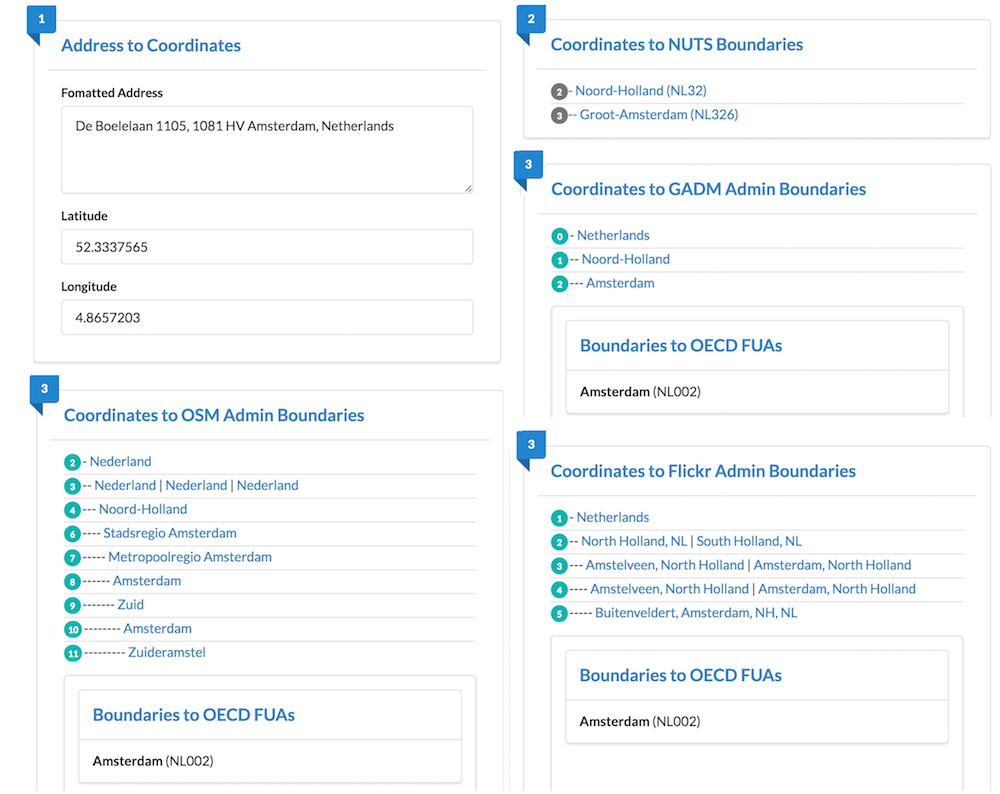 1
Address to Coordinates
Fomatted Address
De Boelelaan 1105, 1081 HV Amsterdam, Netherlands
Latitude
52.3337565
Longitude
4.8657203
2
Coordinates to NUTS Boundaries
2 - Noord-Holland (NL32)
3 -- Groot-Amsterdam (NL326)
3
Coordinates to GADM Admin Boundaries
0 - Netherlands
1 -- Noord-Holland
2 --- Amsterdam
Boundaries to OECD FUAs
Amsterdam (NL002)
3
Coordinates to OSM Admin Boundaries
2 - Nederland
3 -- Nederland | Nederland | Nederland
4 --- Noord-Holland
6 ---- Stadsregio Amsterdam
7 ----- Metropoolregio Amsterdam
8 ------ Amsterdam
9 ------- Zuid
10 -------- Amsterdam
11 --------- Zuideramstel
Boundaries to OECD FUAs
Amsterdam (NL002)
3
Coordinates to Flickr Admin Boundaries
1 - Netherlands
2 -- North Holland, NL | South Holland, NL
3 --- Amstelveen, North Holland | Amsterdam, North Holland
4 ---- Amstelveen, North Holland | Amsterdam, North Holland
5 ----- Buitenveldert, Amsterdam, NH, NL
Boundaries to OECD FUAs
Amsterdam (NL002)